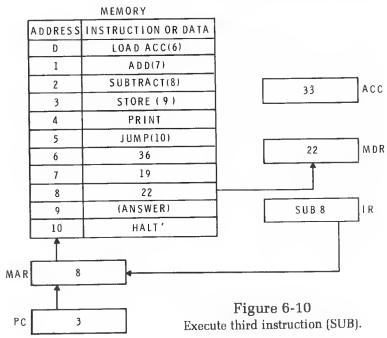 MEMORY
ADDRESS INSTRUCTION OR DATA
0 LOAD ACC(6)
1 ADD(7)
2 SUBTRACT(8)
3 STORE (9)
4 PRINT
5 JUMP(10)
6 36
7 19
8 22
9 (ANSWER)
10 HALT'
33 ACC
22 MDR
SUB 8 IR
MAR 8
PC 3
Figure 6-10
Execute third instruction (SUB).